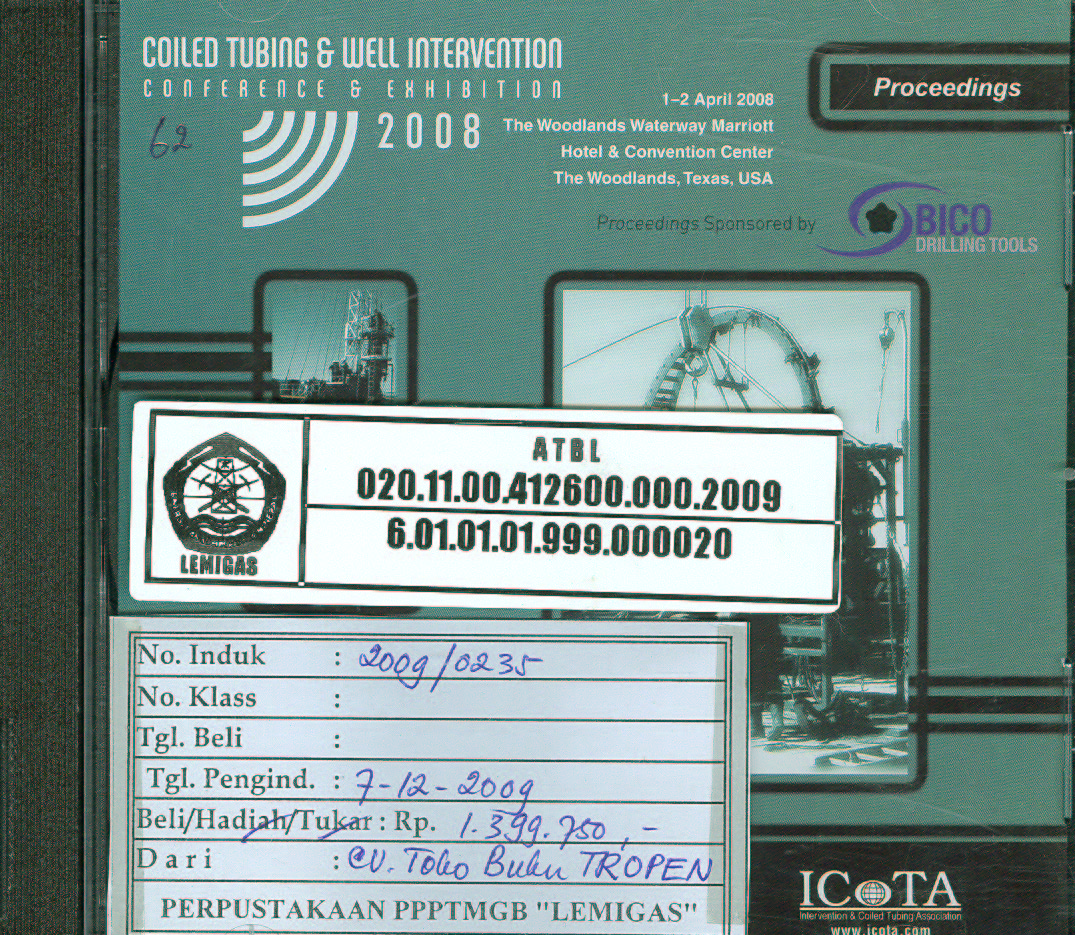 COILED TUBING & WELL INTERVENTION
CONFERENCE & EXHIBITION
2008
1–2 April 2008
The Woodlands Waterway Marriott
Hotel & Convention Center
The Woodlands, Texas, USA
Proceedings
62
Proceedings Sponsored by
BICO
DRILLING TOOLS
ATBL
020.11.00.412600.000.2009
6.01.01.01.999.000020
LEMIGAS
No. Induk : 2009/0235
No. Klass :
Tgl. Beli :
Tgl. Pengind. : 7-12-2009
Beli/Hadiah/Tukar : Rp. 1.399.750,-
Dari : CV. Toko Buku TROPEN
PERPUSTAKAAN PPPTMGB "LEMIGAS"
ICoTA
Intervention & Coiled Tubing Association
www.icota.com